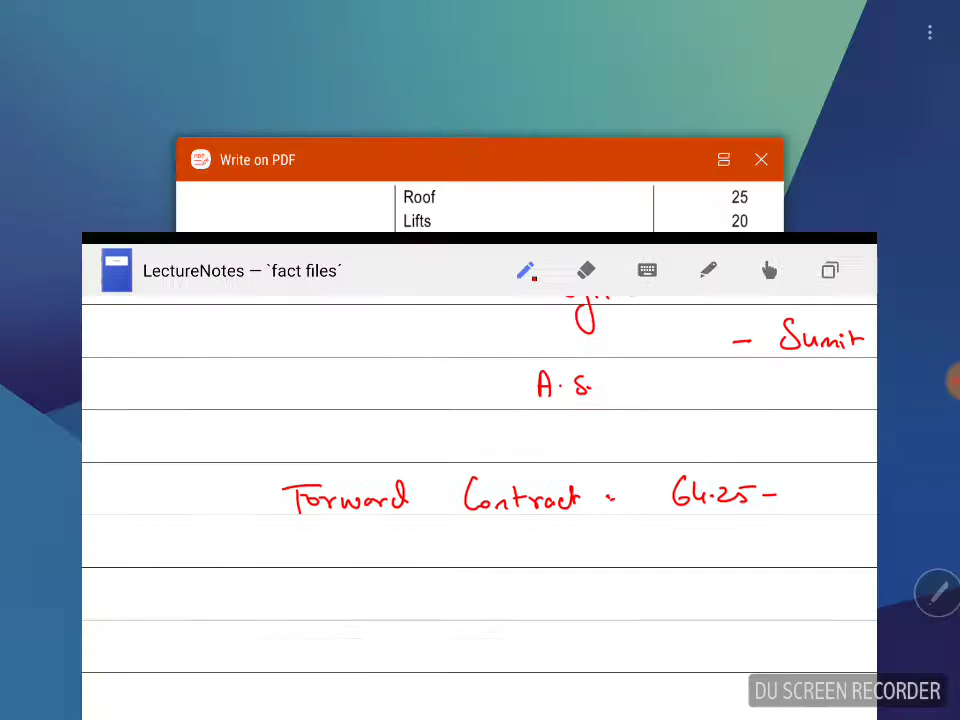 Write on PDF
Roof 25
Lifts 20
LectureNotes — `fact files´
- Sumit
A. S.
Forward Contract : 64.25 -
DU SCREEN RECORDER